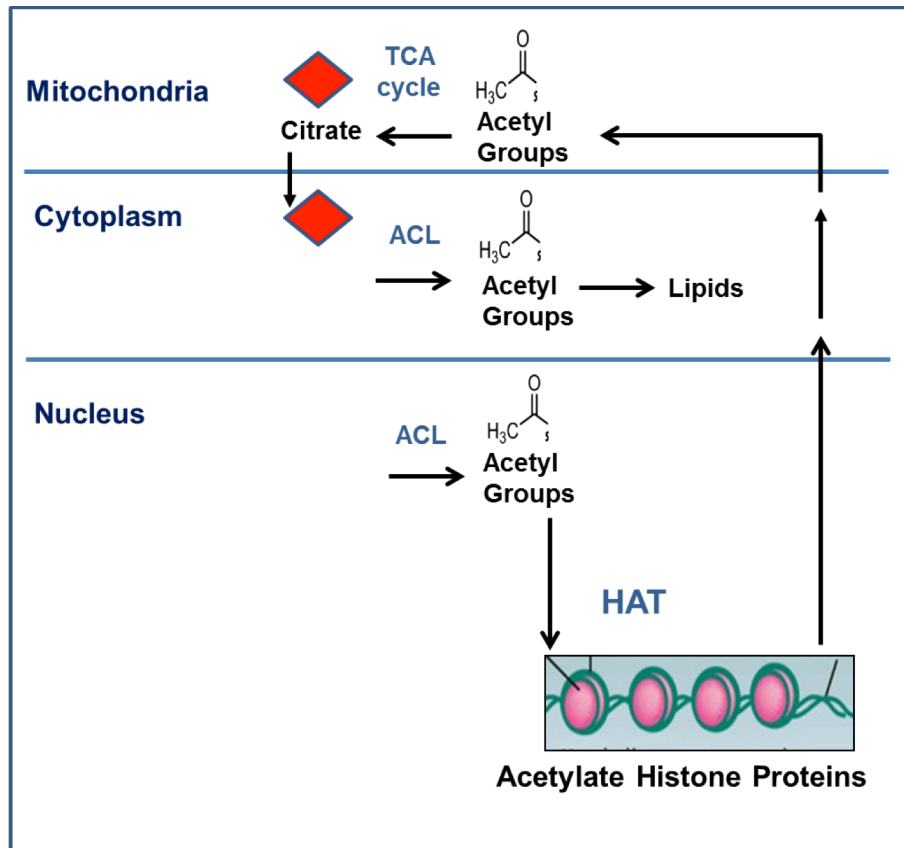 TCA
cycle
O
H₃C
s
Mitochondria
Citrate
Acetyl
Groups
Cytoplasm
ACL
O
H₃C
s
Acetyl
Groups
Lipids
Nucleus
ACL
O
H₃C
s
Acetyl
Groups
HAT
Acetylate Histone Proteins